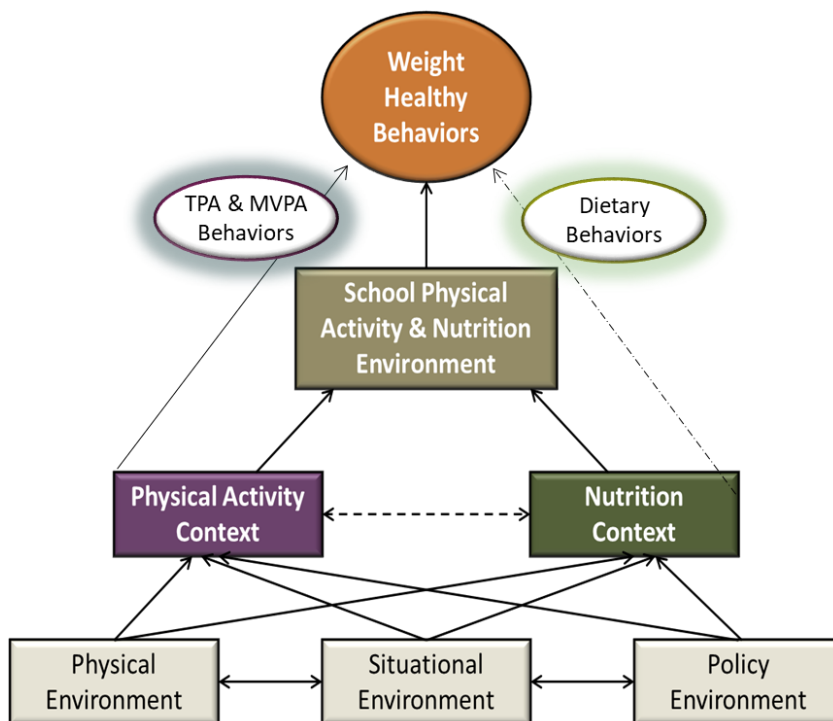 Weight
Healthy
Behaviors
TPA & MVPA
Behaviors
Dietary
Behaviors
School Physical
Activity & Nutrition
Environment
Physical Activity
Context
Nutrition
Context
Physical
Environment
Situational
Environment
Policy
Environment